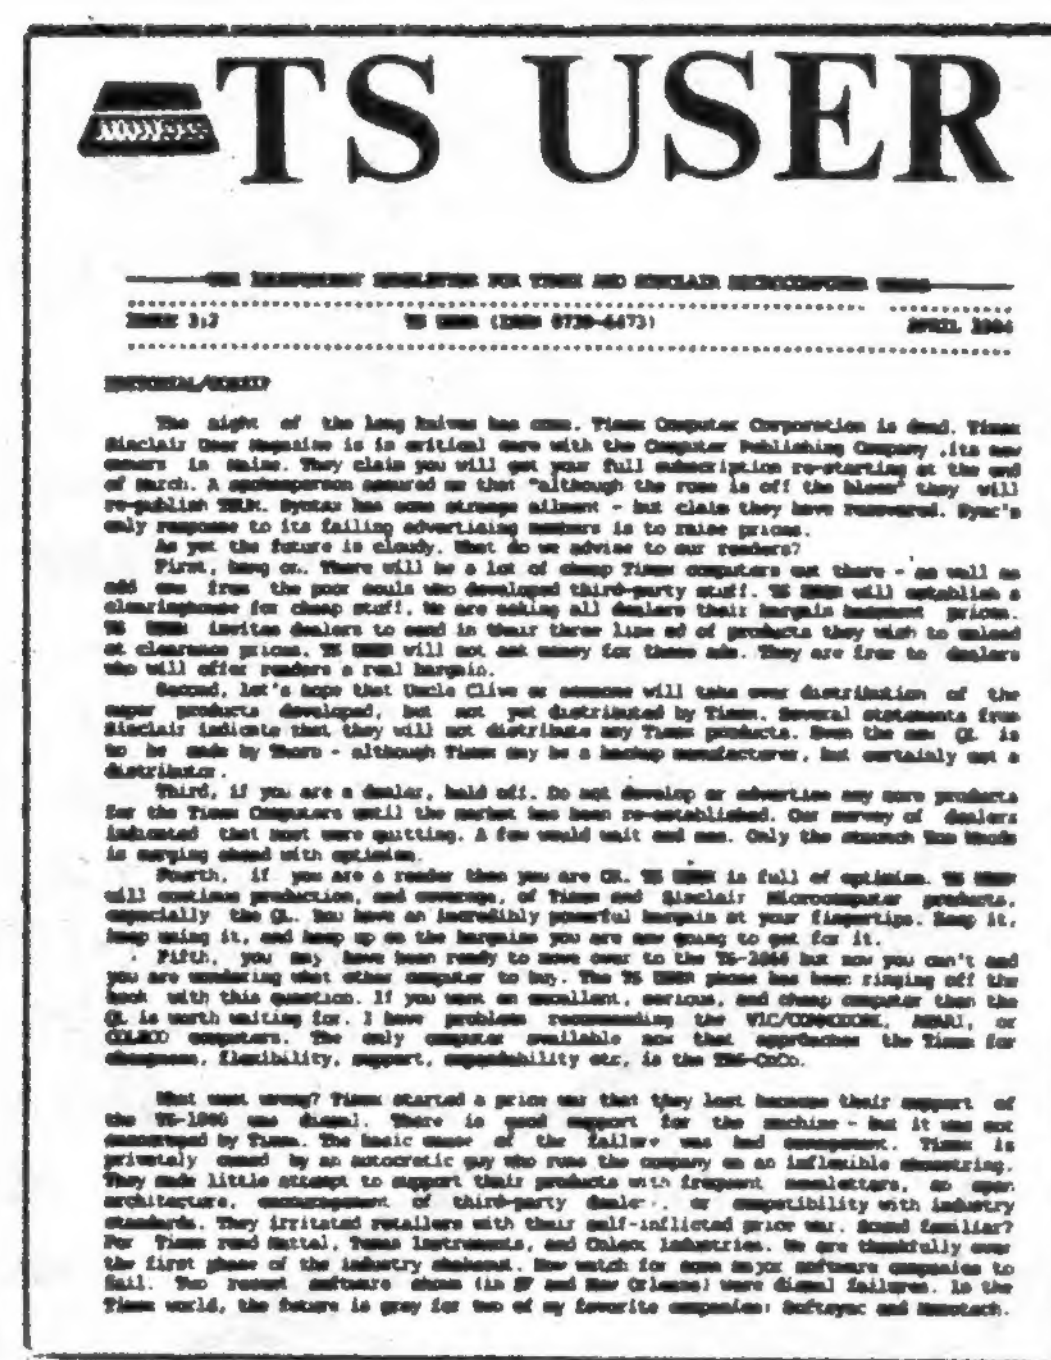 TS USER
THE INDEPENDENT NEWSLETTER FOR TIMEX AND SINCLAIR MICROCOMPUTER USERS
ISSUE 3:2 TS USER (ISSN 0738-6673) APRIL 1984
EDITORIAL/GOSSIP
The night of the long knives has come. Timex Computer Corporation is dead. Timex
Sinclair User Magazine is in critical care with the Computer Publishing Company ,its new
owners in Maine. They claim you will get your full subscription re-starting at the end
of March. A spokesperson assured us that "although the rose is off the bloom" they will
re-publish Syntax has some strange ailment - but claim they have recovered. Sync's
only response to its failing advertising numbers is to raise prices.
As yet the future is cloudy. What do we advise to our readers?
First, hang on. There will be a lot of cheap Timex computers out there - as well as
add ons from the poor souls who developed third-party stuff. TS USER will establish a
clearinghouse for cheap stuff. We are asking all dealers their bargain basement prices.
TS USER invites dealers to send in their three line ad of products they wish to unload
at clearance prices. TS USER will not ask money for these ads. They are free to dealers
who will offer readers a real bargain.
Second, let's hope that Uncle Clive or someone will take over distribution of the
super products developed, but not yet distributed by Timex. Several statements from
Sinclair indicate that they will not distribute any Timex products. Even the new QL is
to be made by Thorn - although Timex may be a backup manufacturer, but certainly not a
distributor.
Third, if you are a dealer, hold off. Do not develop or advertise any more products
for the Timex Computers until the market has been re-established. Our survey of dealers
indicated that most were quitting. A few would wait and see. Only the staunch Tom Woods
is surging ahead with optimism.
Fourth, if you are a reader then you are OK. TS USER is full of optimism. TS USER
will continue production, and coverage, of Timex and Sinclair Microcomputer products,
especially the QL. You have an incredibly powerful bargain at your fingertips. Keep it,
keep using it, and keep up on the bargains you are now going to get for it.
Fifth, you may have been ready to move over to the TS-2068 but now you can't and
you are wondering what other computer to buy. The TS USER phone has been ringing off the
hook with this question. If you want an excellent, serious, and cheap computer then the
QL is worth waiting for. I have problems recommending the VIC/COMMODORE, ATARI, or
COLECO computers. The only computer available now that approaches the Timex for
cheapness, flexibility, support, expandability etc, is the TRS-CoCo.
What went wrong? Timex started a price war that they lost because their support of
the TS-1000 was dismal. There is good support for the machine - but it was not
encouraged by Timex. The basic cause of the failure was bad management. Timex is
privately owned by an autocratic guy who runs the company on an inflexible shoestring.
They made little attempt to support their products with frequent newsletters, an open
architecture, encouragement of third-party dealer, or compatibility with industry
standards. They irritated retailers with their self-inflicted price war. Sound familiar?
For Timex read Mattel, Texas Instruments, and Coleco Industries. We are thankfully over
the first phase of the industry shakeout. Now watch for some major software companies to
fail. Two recent software shows (in SF and New Orleans) were dismal failures. In the
Timex world, the future is gray for two of my favorite companies: Softsync and Memotech.